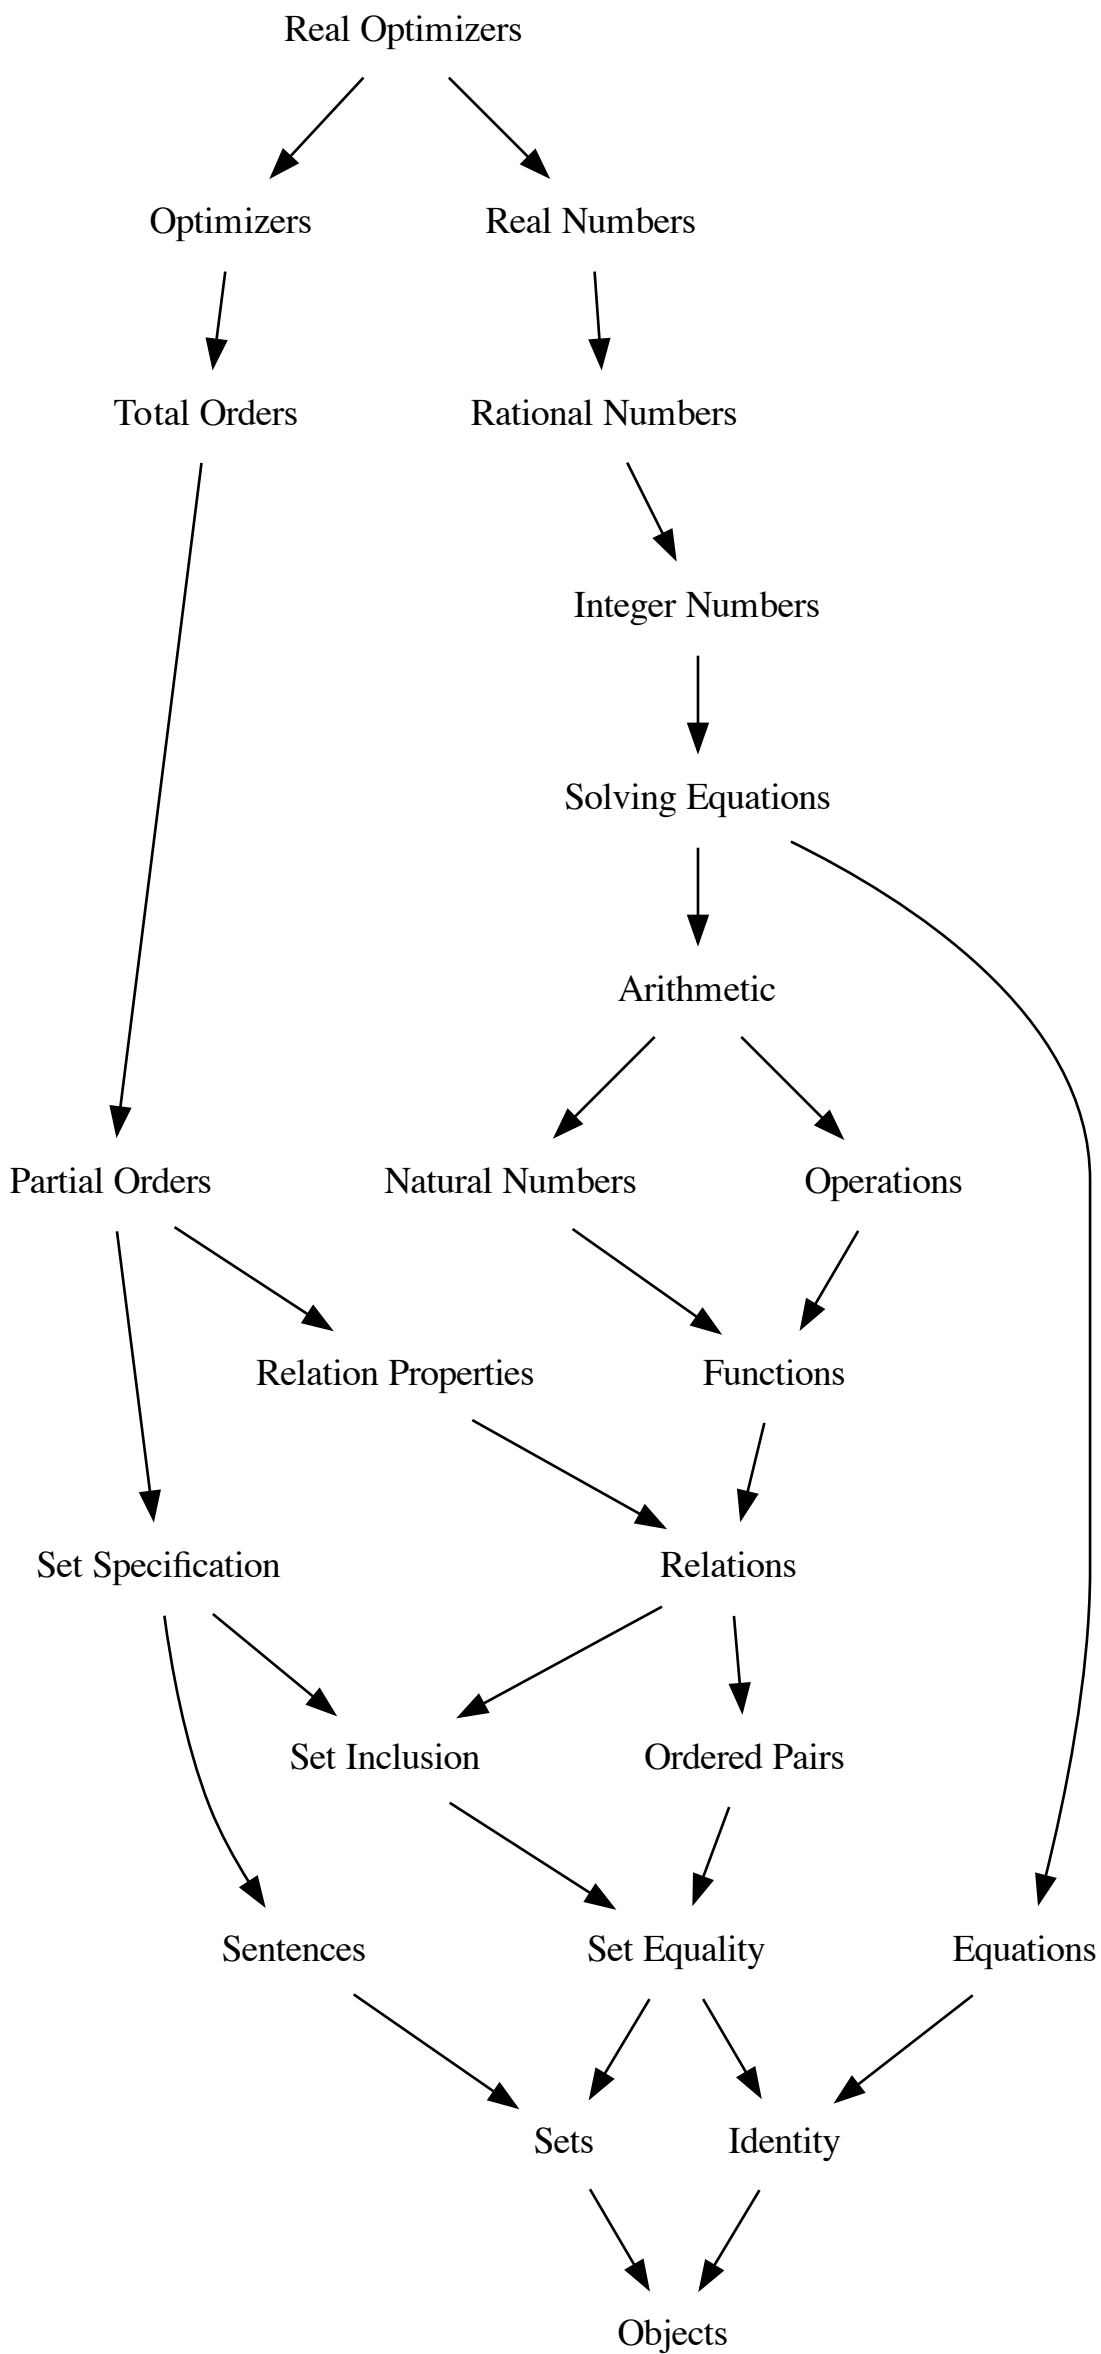 Real Optimizers
Optimizers
Real Numbers
Total Orders
Rational Numbers
Integer Numbers
Solving Equations
Arithmetic
Partial Orders
Natural Numbers
Operations
Relation Properties
Functions
Set Specification
Relations
Set Inclusion
Ordered Pairs
Sentences
Set Equality
Equations
Sets
Identity
Objects